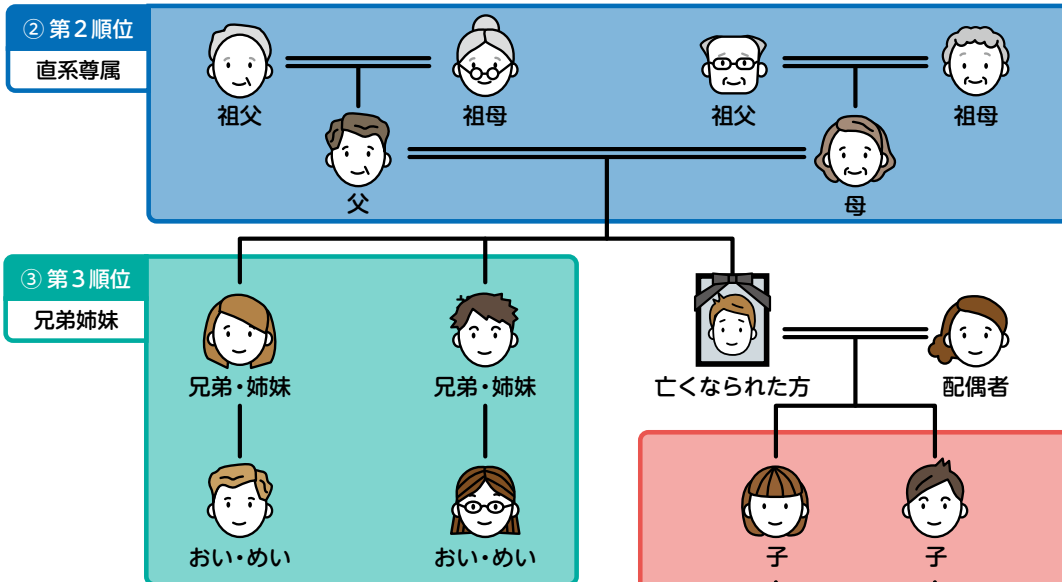 ② 第2順位
直系尊属
祖父
祖母
祖父
祖母
父
母
③ 第3順位
兄弟姉妹
兄弟・姉妹
兄弟・姉妹
亡くなられた方
配偶者
おい・めい
おい・めい
子
子